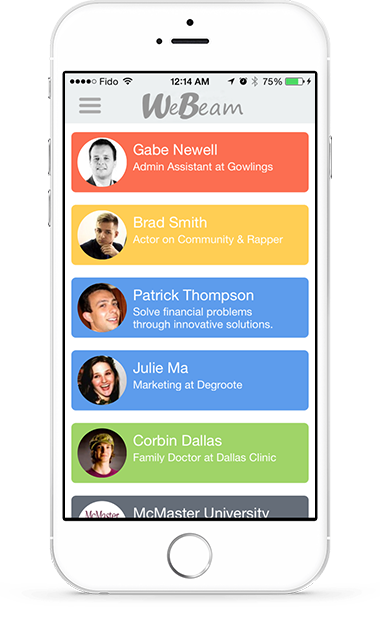 Fido 12:14 AM 75%
WeBeam
Gabe Newell
Admin Assistant at Gowlings
Brad Smith
Actor on Community & Rapper
Patrick Thompson
Solve financial problems
through innovative solutions.
Julie Ma
Marketing at Degroote
Corbin Dallas
Family Doctor at Dallas Clinic
McMaster
McMaster University